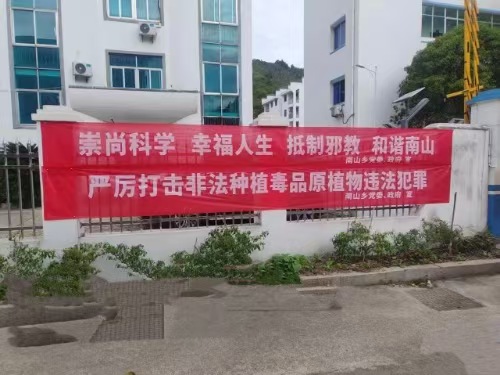 崇尚科学 幸福人生 抵制邪教 和谐南山
南山乡党委、政府 宣
严厉打击非法种植毒品原植物违法犯罪
南山乡党委、政府 宣